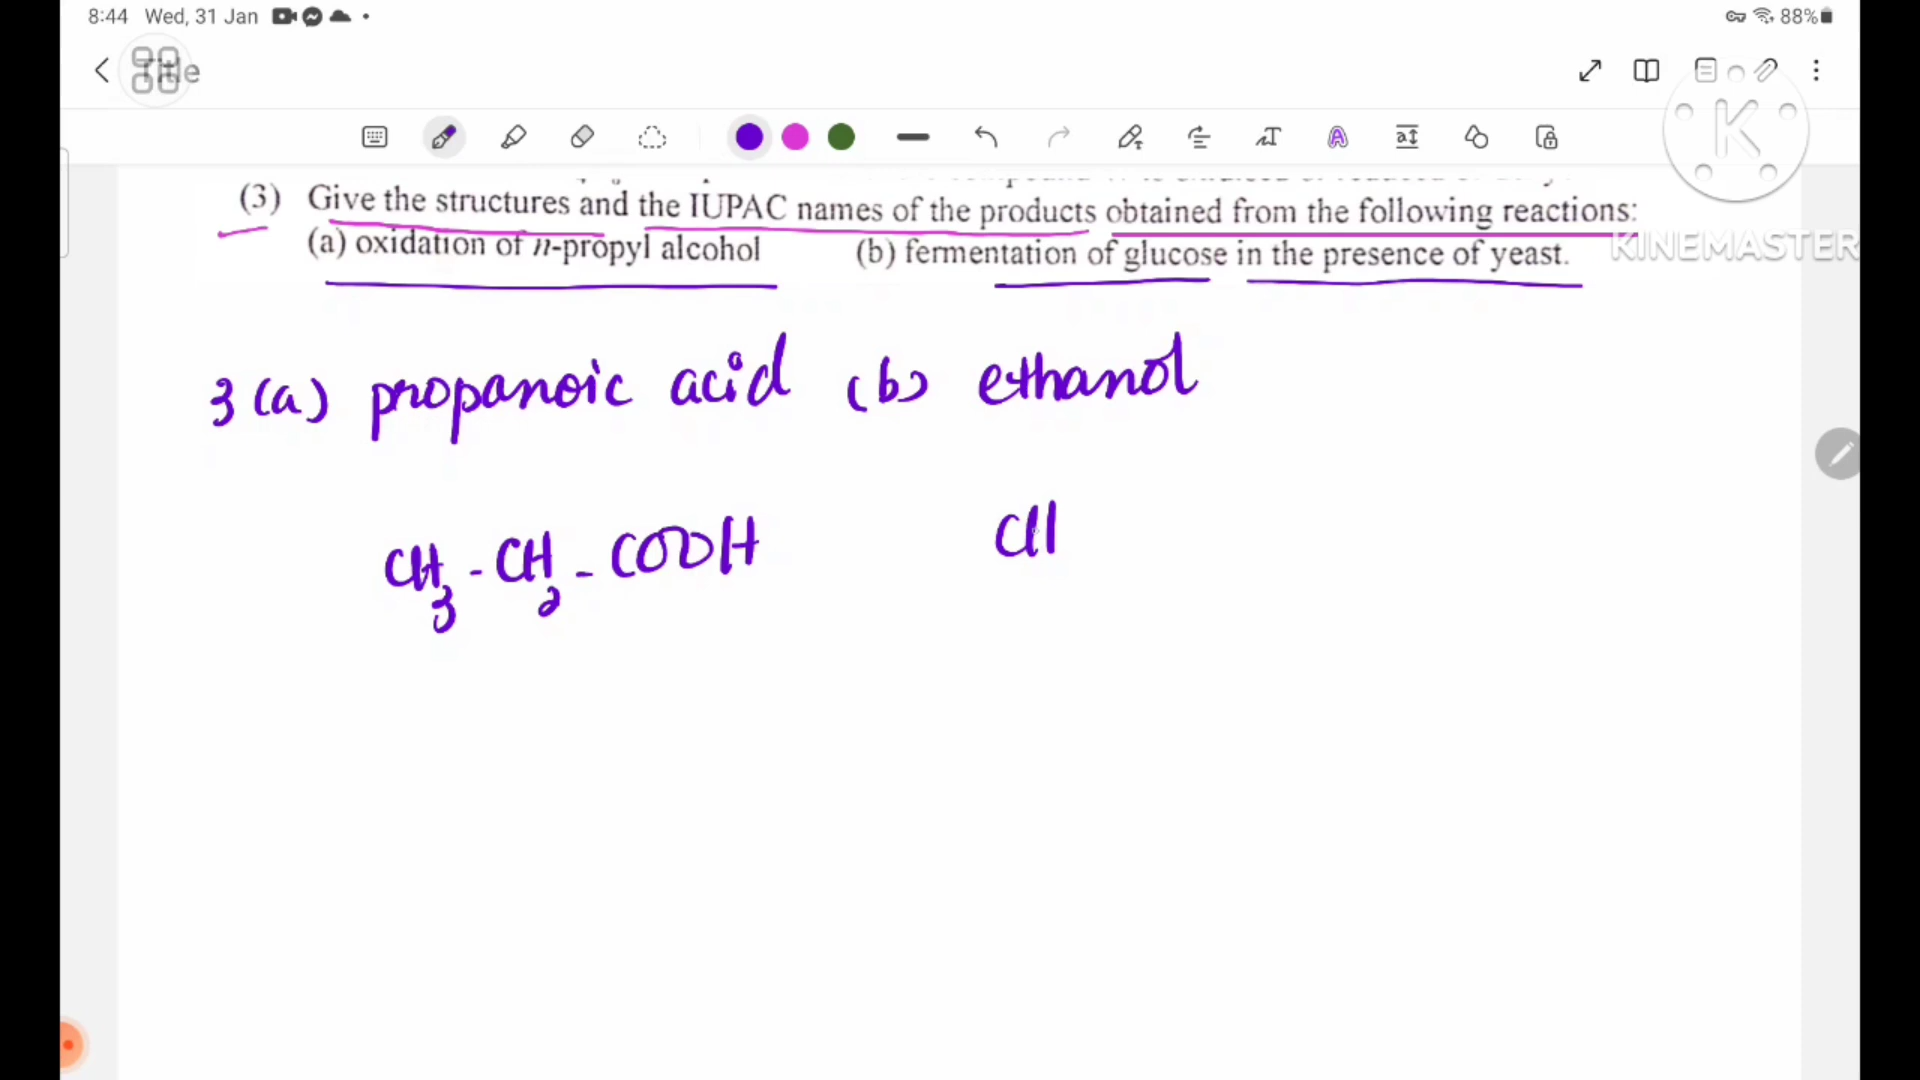 8:44 Wed, 31 Jan
88%
Title
(3) Give the structures and the IUPAC names of the products obtained from the following reactions:
KINEMASTER
(a) oxidation of n-propyl alcohol (b) fermentation of glucose in the presence of yeast.
3 (a) propanoic acid (b) ethanol
CH3 - CH2 - COOH